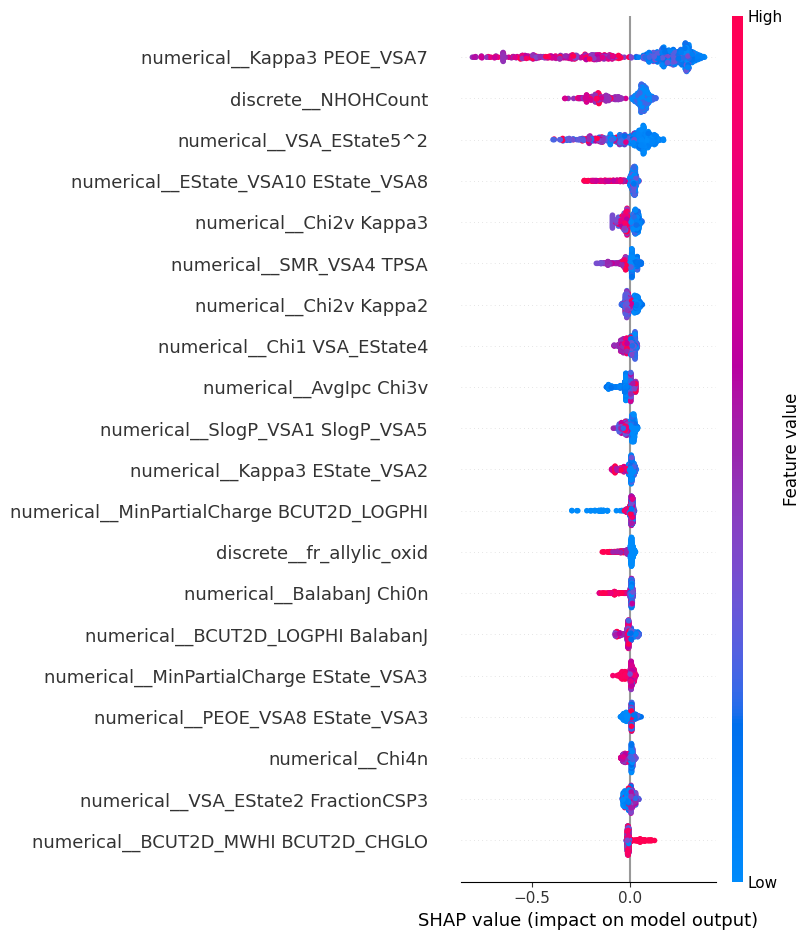 High
numerical__Kappa3 PEOE_VSA7
discrete__NHOHCount
numerical__VSA_EState5^2
numerical__EState_VSA10 EState_VSA8
numerical__Chi2v Kappa3
numerical__SMR_VSA4 TPSA
numerical__Chi2v Kappa2
numerical__Chi1 VSA_EState4
numerical__AvgIpc Chi3v
numerical__SlogP_VSA1 SlogP_VSA5
numerical__Kappa3 EState_VSA2
numerical__MinPartialCharge BCUT2D_LOGPHI
discrete__fr_allylic_oxid
numerical__BalabanJ Chi0n
numerical__BCUT2D_LOGPHI BalabanJ
numerical__MinPartialCharge EState_VSA3
numerical__PEOE_VSA8 EState_VSA3
numerical__Chi4n
numerical__VSA_EState2 FractionCSP3
numerical__BCUT2D_MWHI BCUT2D_CHGLO
Feature value
Low
−0.5 0.0
SHAP value (impact on model output)